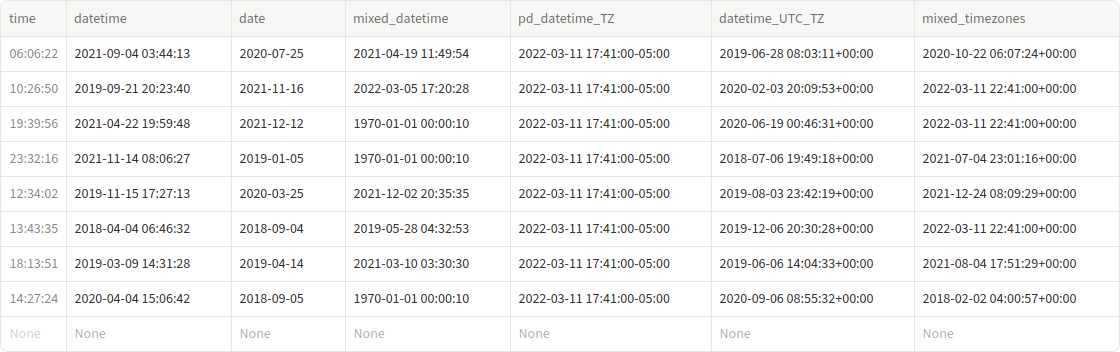 time datetime date mixed_datetime pd_datetime_TZ datetime_UTC_TZ mixed_timezones
06:06:22 2021-09-04 03:44:13 2020-07-25 2021-04-19 11:49:54 2022-03-11 17:41:00-05:00 2019-06-28 08:03:11+00:00 2020-10-22 06:07:24+00:00
10:26:50 2019-09-21 20:23:40 2021-11-16 2022-03-05 17:20:28 2022-03-11 17:41:00-05:00 2020-02-03 20:09:53+00:00 2022-03-11 22:41:00+00:00
19:39:56 2021-04-22 19:59:48 2021-12-12 1970-01-01 00:00:10 2022-03-11 17:41:00-05:00 2020-06-19 00:46:31+00:00 2022-03-11 22:41:00+00:00
23:32:16 2021-11-14 08:06:27 2019-01-05 1970-01-01 00:00:10 2022-03-11 17:41:00-05:00 2018-07-06 19:49:18+00:00 2021-07-04 23:01:16+00:00
12:34:02 2019-11-15 17:27:13 2020-03-25 2021-12-02 20:35:35 2022-03-11 17:41:00-05:00 2019-08-03 23:42:19+00:00 2021-12-24 08:09:29+00:00
13:43:35 2018-04-04 06:46:32 2018-09-04 2019-05-28 04:32:53 2022-03-11 17:41:00-05:00 2019-12-06 20:30:28+00:00 2022-03-11 22:41:00+00:00
18:13:51 2019-03-09 14:31:28 2019-04-14 2021-03-10 03:30:30 2022-03-11 17:41:00-05:00 2019-06-06 14:04:33+00:00 2021-08-04 17:51:29+00:00
14:27:24 2020-04-04 15:06:42 2018-09-05 1970-01-01 00:00:10 2022-03-11 17:41:00-05:00 2020-09-06 08:55:32+00:00 2018-02-02 04:00:57+00:00
None None None None None None None